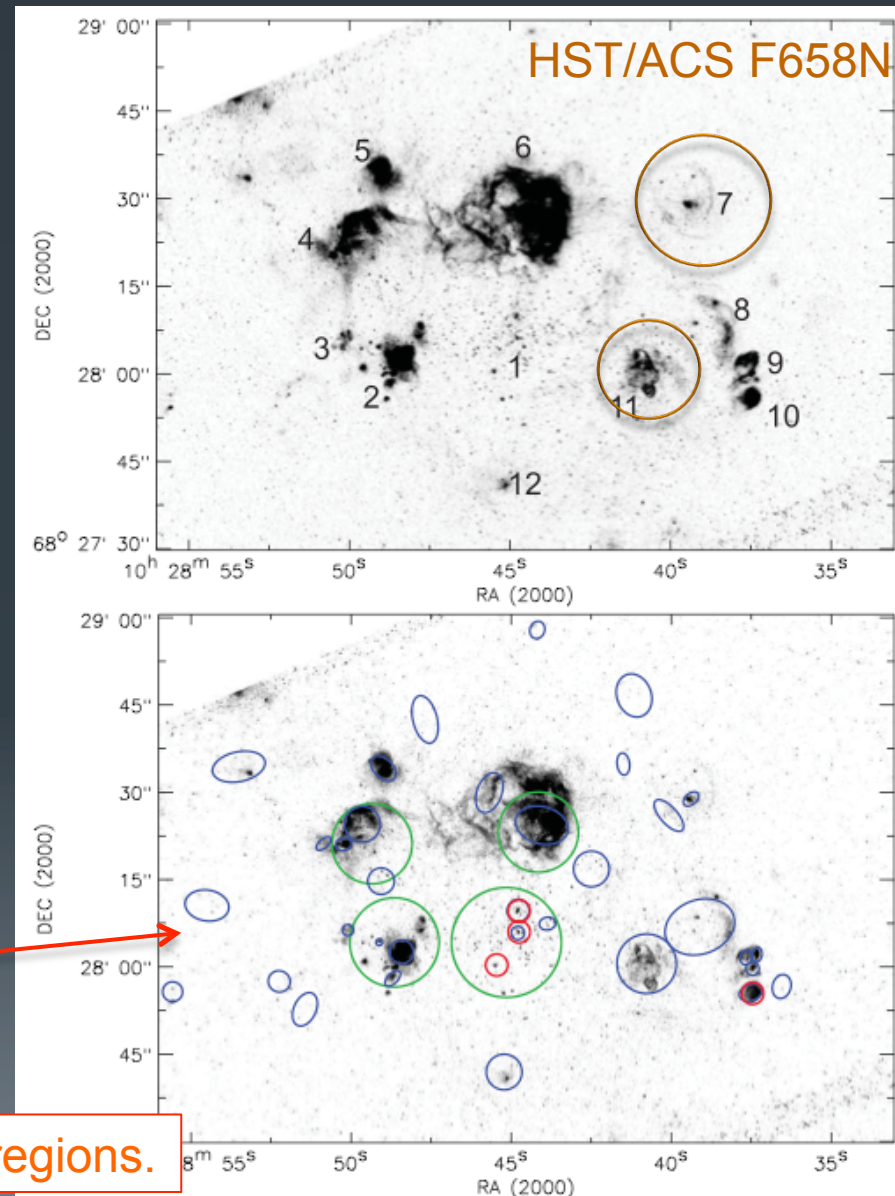 HST/ACS F658N
29' 00"
45"
30"
15"
28' 00"
45"
68° 27' 30"
DEC (2000)
5
6
7
4
8
3
1
9
2
11
10
12
10h 28m 55s
50s
45s
40s
35s
RA (2000)
29' 00"
45"
30"
15"
28' 00"
45"
DEC (2000)
regions.
8m 55s
50s
45s
40s
35s
RA (2000)